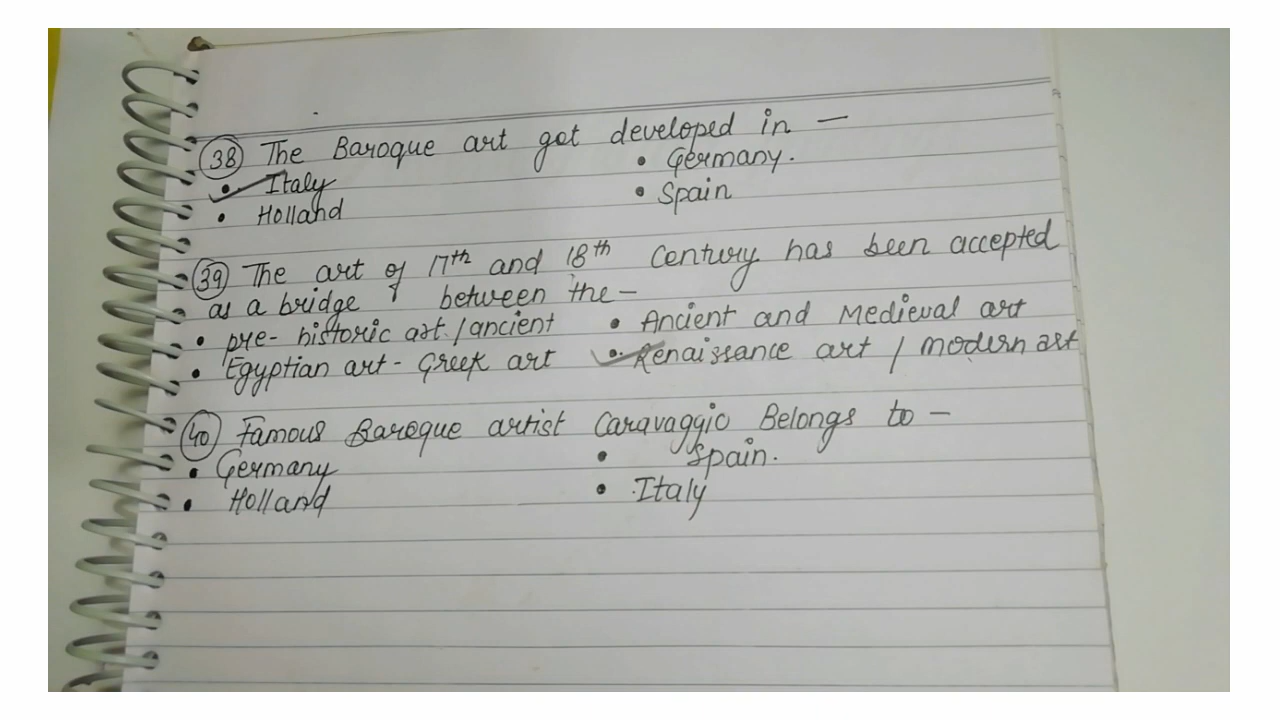 38 The Baroque art got developed in —
• Italy • Germany.
• Holland • Spain
39 The art of 17th and 18th Century has been accepted
as a bridge between the –
• pre-historic art / ancient • Ancient and Medieval art
• Egyptian art - Greek art • Renaissance art / modern art
40 Famous Baroque artist Caravaggio Belongs to –
• Germany • Spain.
• Holland • Italy